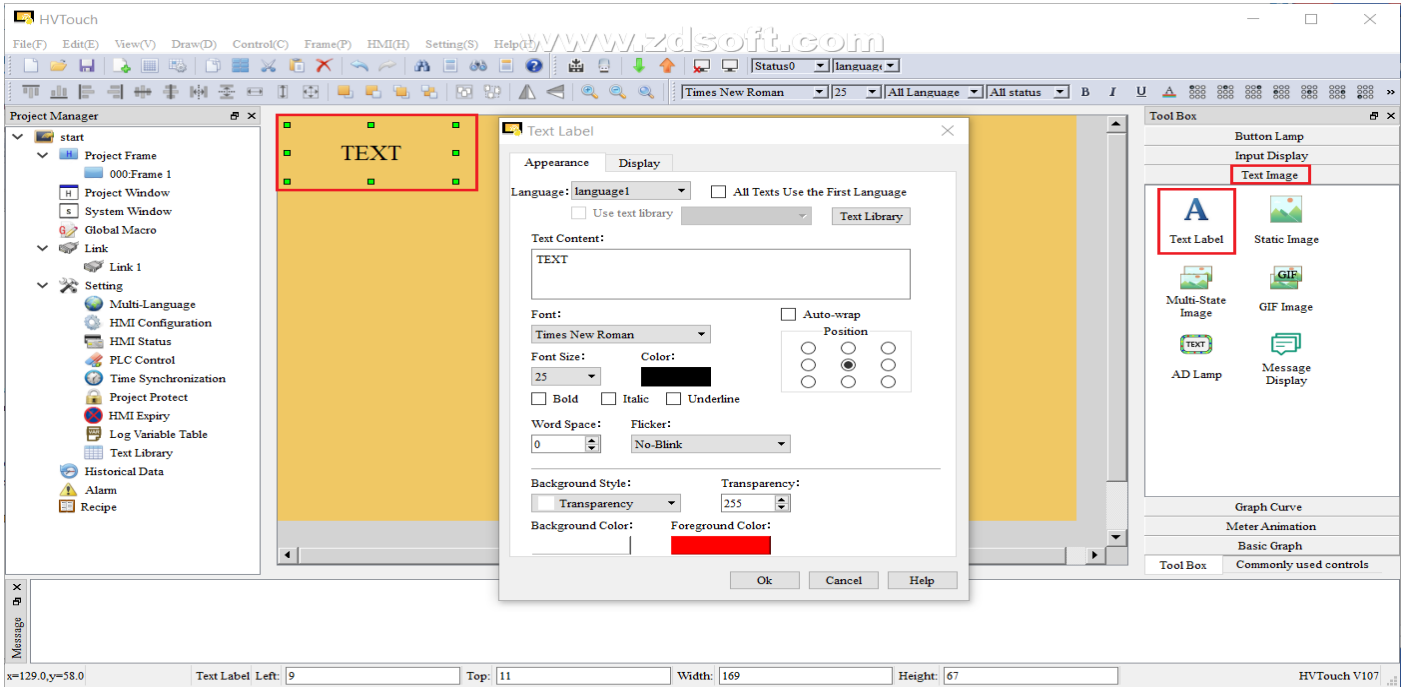 HVTouch
File(F) Edit(E) View(V) Draw(D) Control(C) Frame(P) HMI(H) Setting(S) Help(H)
www.zdsoft.com
Status0 language
Times New Roman 25 All Language All status B I U A »
Project Manager
start
Project Frame
000:Frame 1
Project Window
System Window
Global Macro
Link
Link 1
Setting
Multi-Language
HMI Configuration
HMI Status
PLC Control
Time Synchronization
Project Protect
HMI Expiry
Log Variable Table
Text Library
Historical Data
Alarm
Recipe
TEXT
Text Label
Appearance Display
Language: language1 All Texts Use the First Language
Use text library Text Library
Text Content:
TEXT
Font: Auto-wrap
Times New Roman Position
Font Size: Color:
25
Bold Italic Underline
Word Space: Flicker:
0 No-Blink
Background Style: Transparency:
Transparency 255
Background Color: Foreground Color:
Ok Cancel Help
Tool Box
Button Lamp
Input Display
Text Image
A
Text Label Static Image
GIF
Multi-State Image GIF Image
TEXT
AD Lamp Message Display
Graph Curve
Meter Animation
Basic Graph
Tool Box Commonly used controls
Message
x=129.0,y=58.0 Text Label Left: 9 Top: 11 Width: 169 Height: 67 HVTouch V107